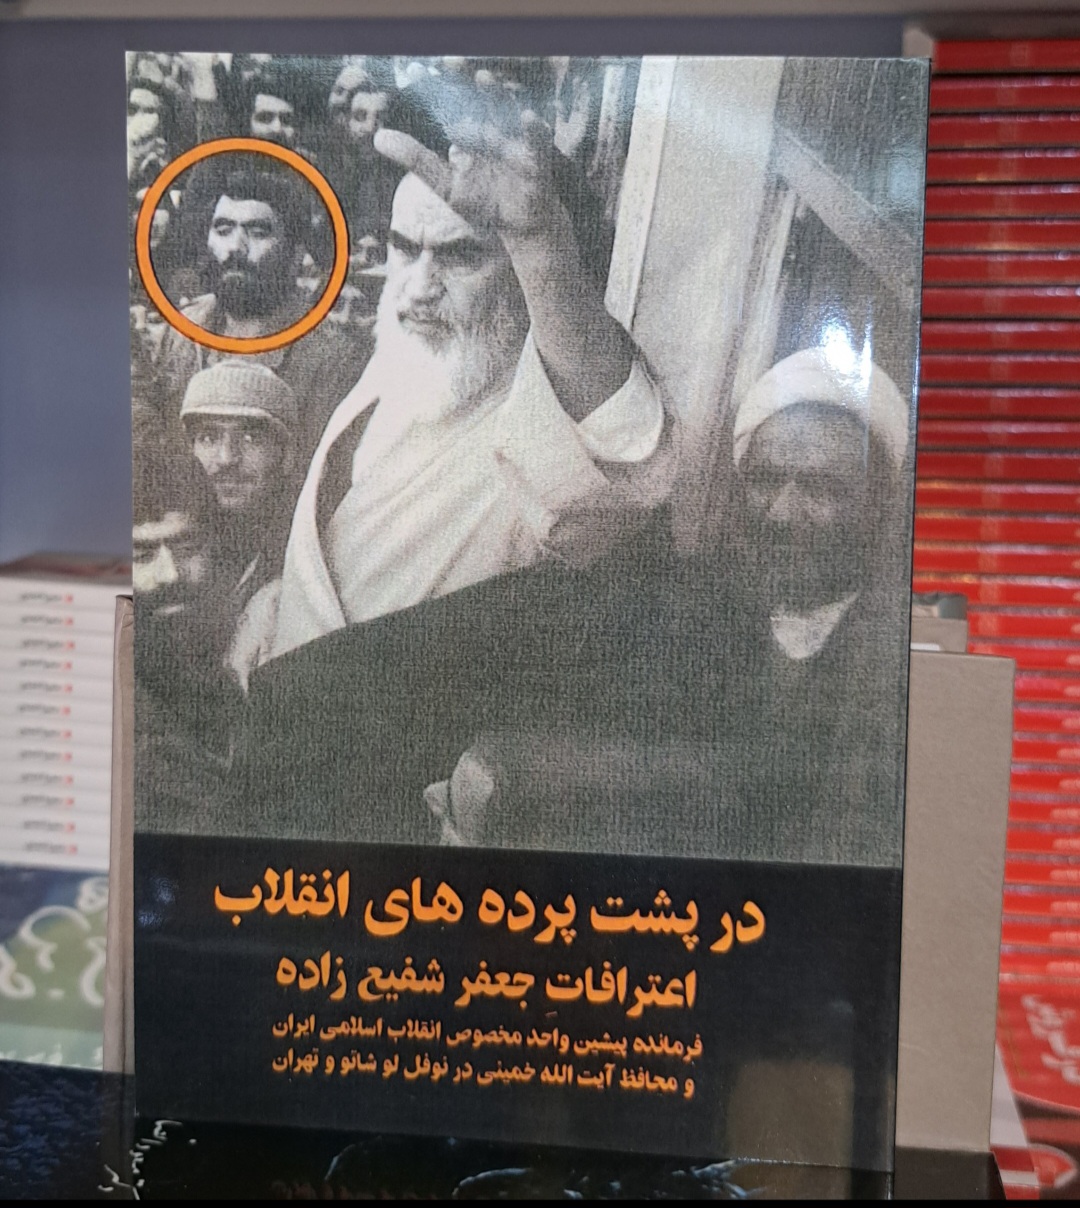 در پشت پرده های انقلاب
اعترافاتِ جعفر شفیع زاده
فرمانده پیشین واحد مخصوص انقلاب اسلامی ایران
و محافظ آیت الله خمینی در نوفل لو شاتو و تهران